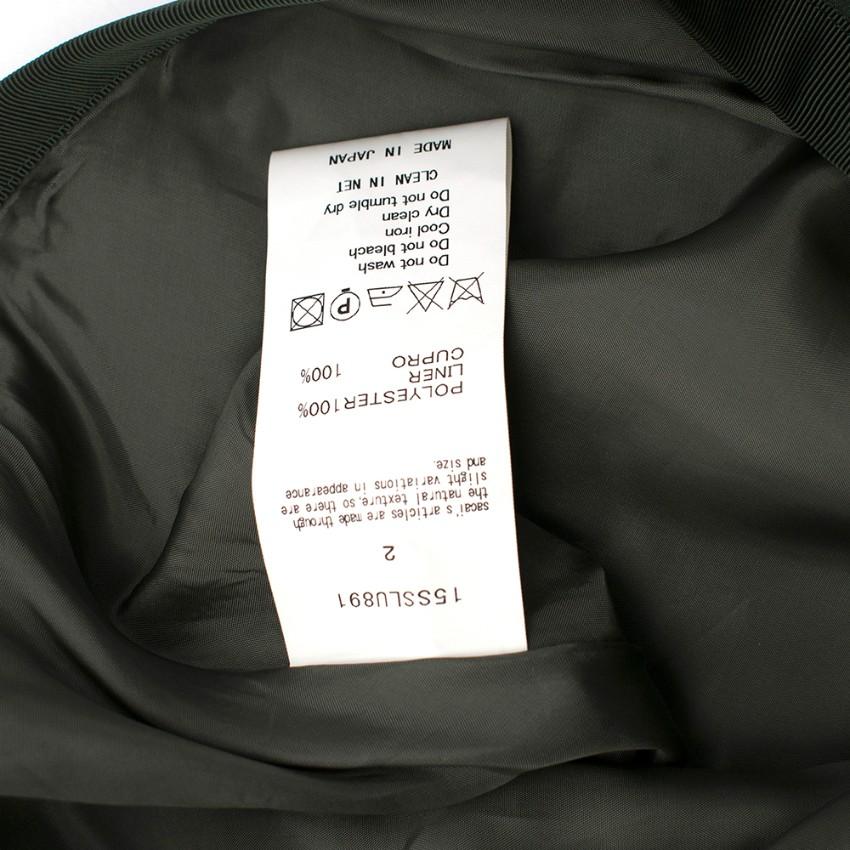 15SSLU891
2
sacai's articles are made through
the natural texture, so there are
slight variations in appearance
and size.
POLYESTER100%
LINER
CUPRO 100%
P
Do not wash
Do not bleach
Cool iron
Dry clean
Do not tumble dry
CLEAN IN NET
MADE IN JAPAN